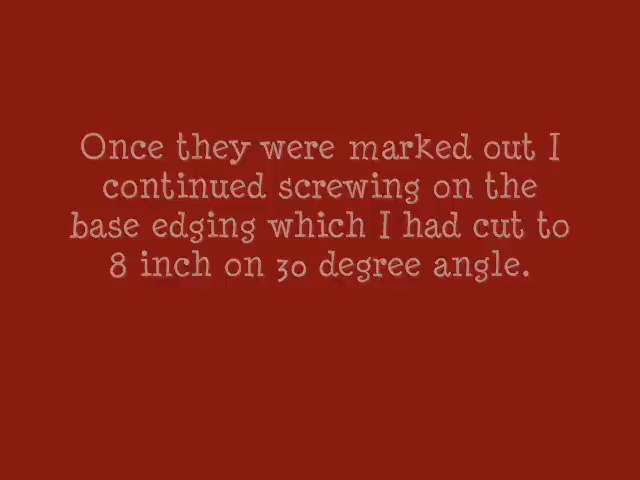 Once they were marked out I
continued screwing on the
base edging which I had cut to
8 inch on 30 degree angle.